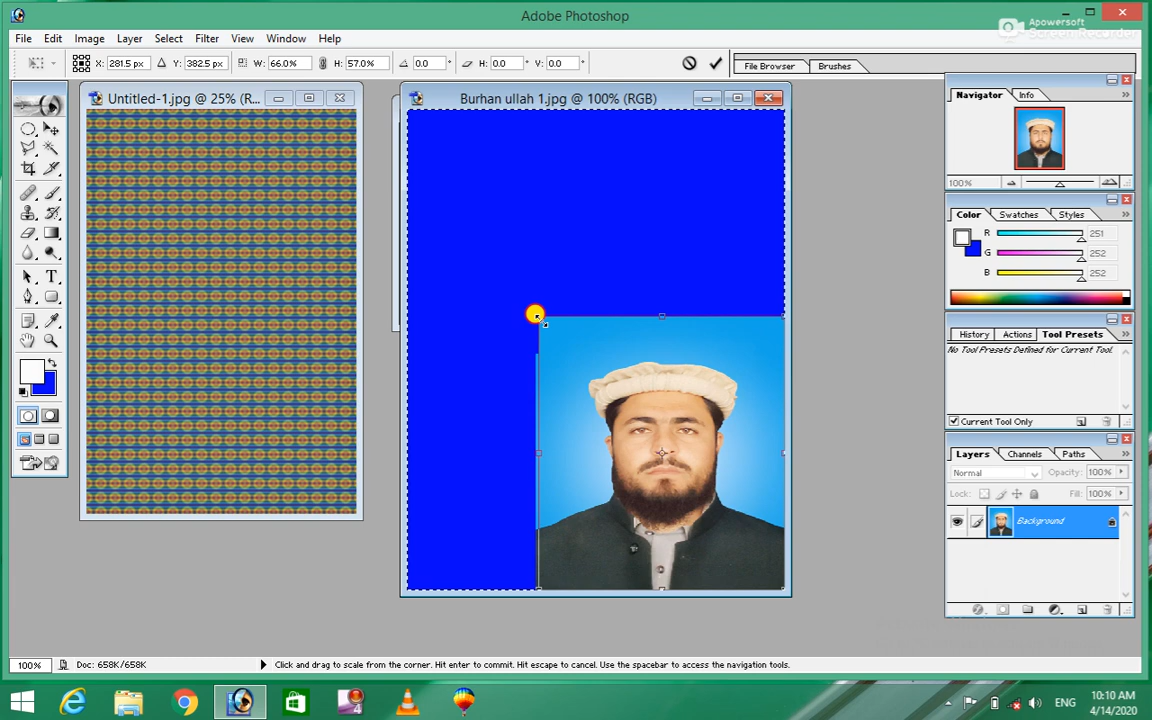 Adobe Photoshop
Apowersoft
Screen Recorder
File Edit Image Layer Select Filter View Window Help
X: 281.5 px Y: 382.5 px W: 66.0% H: 57.0% 0.0 ° H: 0.0 ° V: 0.0 °
File Browser Brushes
Untitled-1.jpg @ 25% (R...
Burhan ullah 1.jpg @ 100% (RGB)
Navigator Info
100%
Color Swatches Styles
R 251
G 252
B 252
History Actions Tool Presets
No Tool Presets Defined for Current Tool.
Current Tool Only
Layers Channels Paths
Normal Opacity: 100%
Lock: Fill: 100%
Background
100% Doc: 658K/658K Click and drag to scale from the corner. Hit enter to commit. Hit escape to cancel. Use the spacebar to access the navigation tools.
4
ENG
10:10 AM
4/14/2020